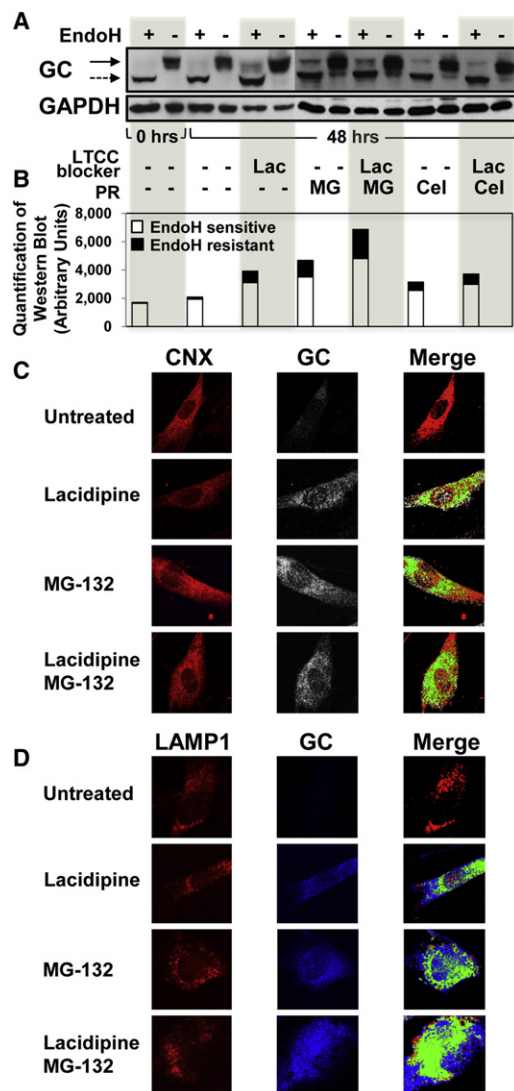 A
EndoH + - + - + - + - + - + - + -
GC
GAPDH
0 hrs 48 hrs
LTCC blocker - - - - Lac - - - Lac - - Lac
PR - - - - - - MG MG Cel Cel
B
Quantification of Western Blot (Arbitrary Units)
8,000
6,000
4,000
2,000
0
EndoH sensitive
EndoH resistant
C
CNX GC Merge
Untreated
Lacidipine
MG-132
Lacidipine
MG-132
D
LAMP1 GC Merge
Untreated
Lacidipine
MG-132
Lacidipine
MG-132